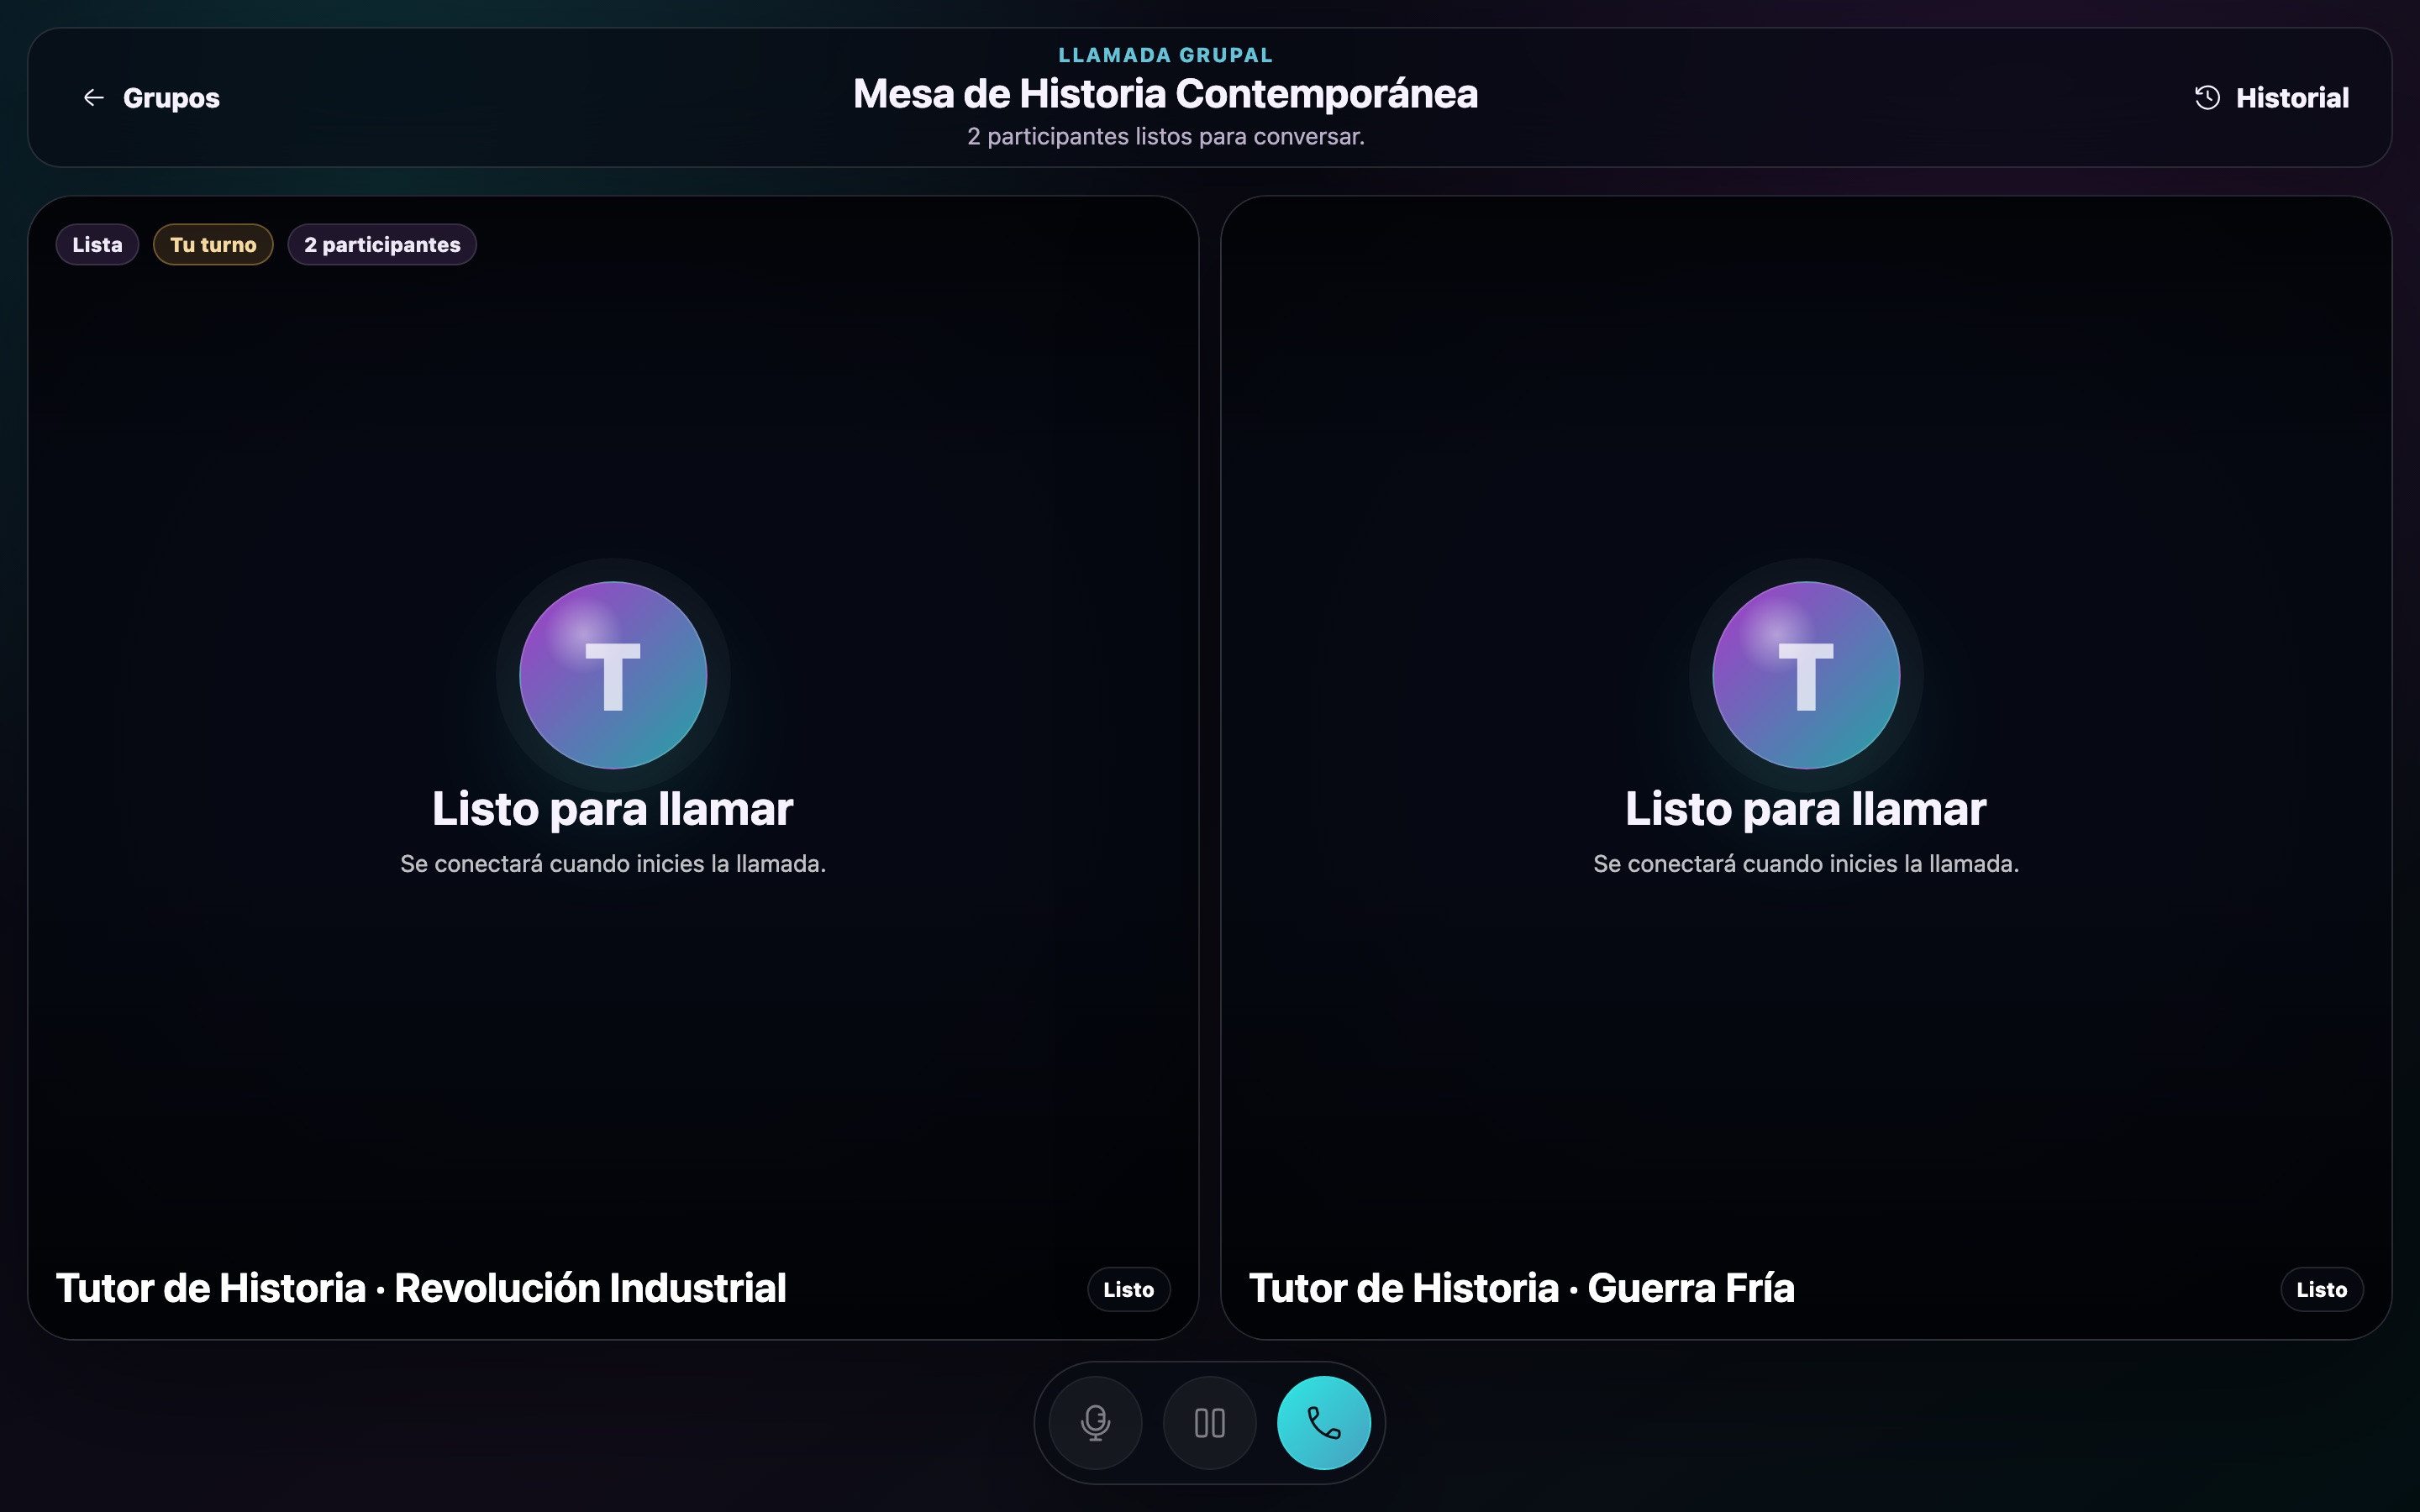 LLAMADA GRUPAL
Grupos
Mesa de Historia Contemporánea
Historial
2 participantes listos para conversar.
Lista
Tu turno
2 participantes
T
Listo para llamar
Se conectará cuando inicies la llamada.
Tutor de Historia · Revolución Industrial
Listo
T
Listo para llamar
Se conectará cuando inicies la llamada.
Tutor de Historia · Guerra Fría
Listo